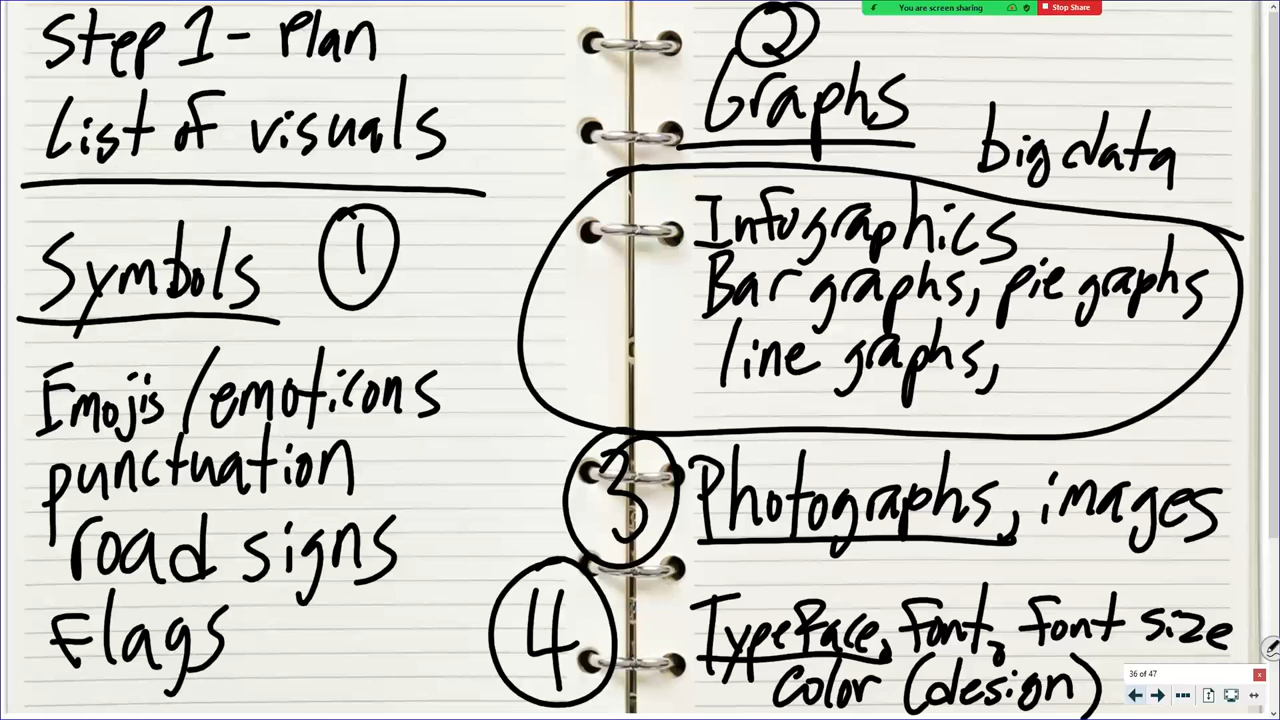 Step 1 - Plan
List of visuals
Symbols 1
Emojis / emoticons
punctuation
road signs
Flags
2
Graphs
big data
Infographics
Bar graphs, pie graphs
line graphs,
3 Photographs, images
4 Typeface, font, font size
color (design)
You are screen sharing
Stop Share
36 of 47